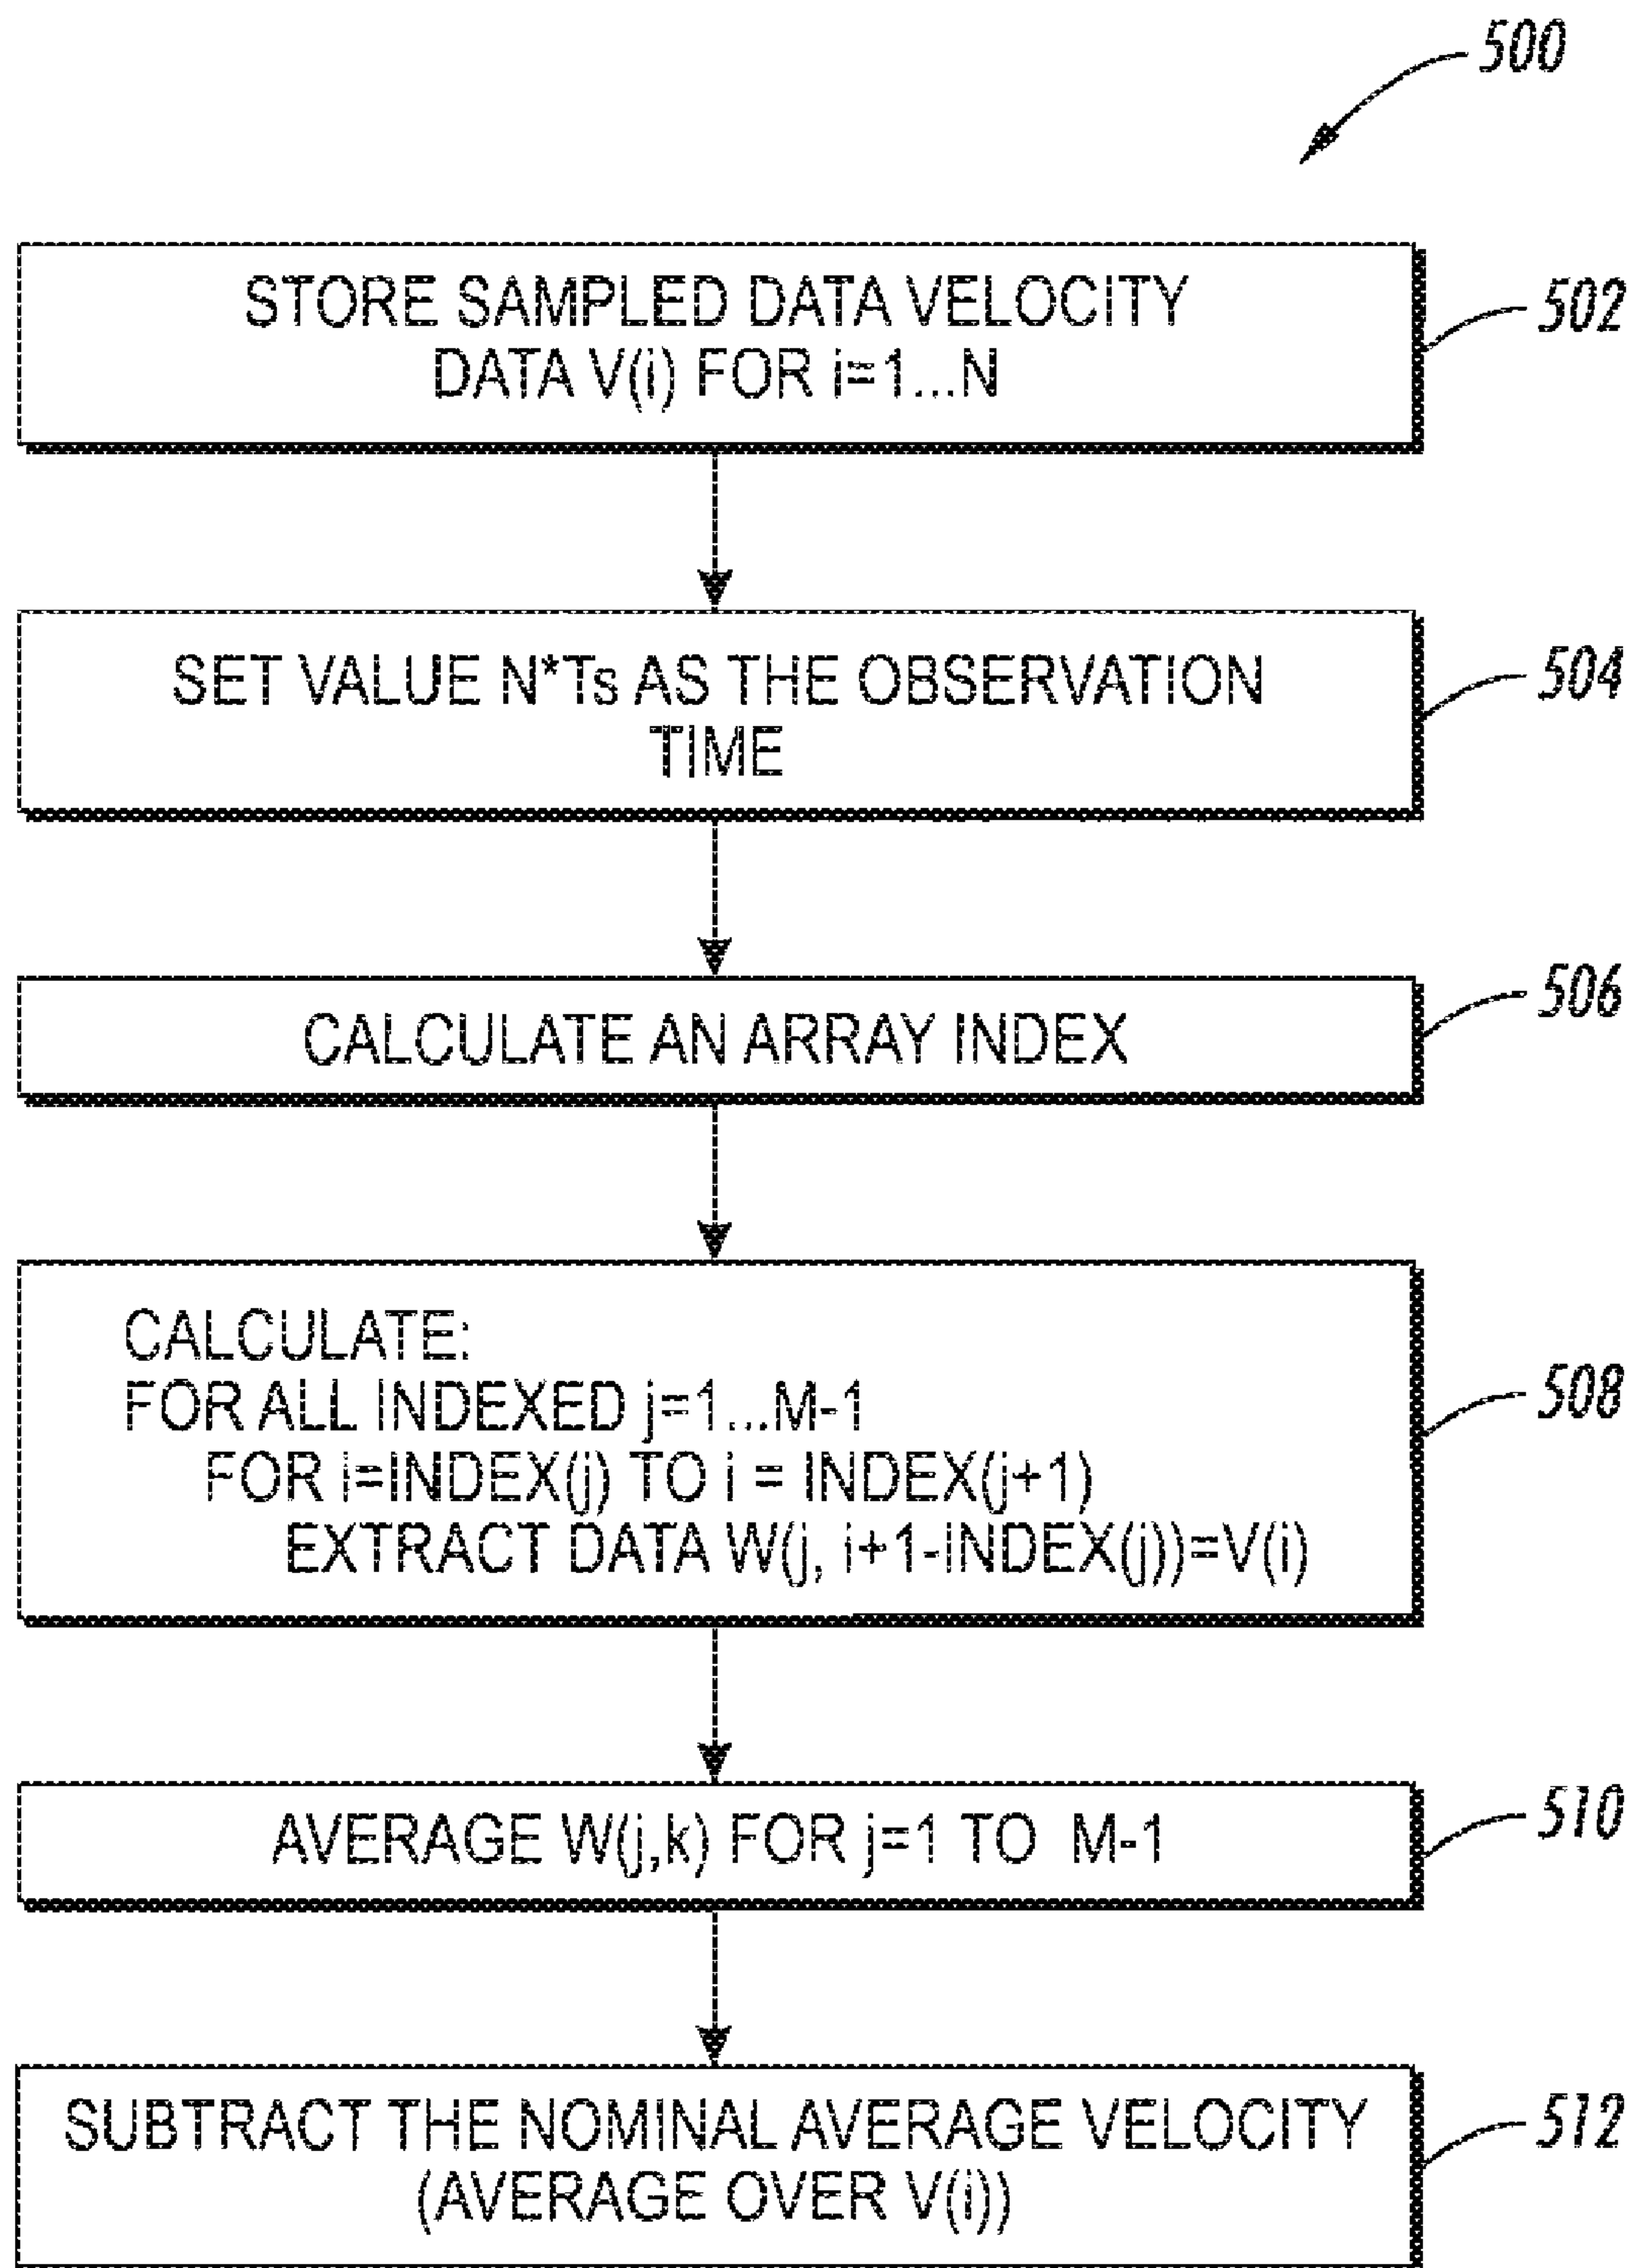 500
STORE SAMPLED DATA VELOCITY
DATA V(i) FOR i=1...N
502
SET VALUE N*Ts AS THE OBSERVATION
TIME
504
CALCULATE AN ARRAY INDEX
506
CALCULATE:
FOR ALL INDEXED j=1...M-1
FOR i=INDEX(j) TO i = INDEX(j+1)
EXTRACT DATA W(j, i+1-INDEX(j))=V(i)
508
AVERAGE W(j,k) FOR j=1 TO M-1
510
SUBTRACT THE NOMINAL AVERAGE VELOCITY
(AVERAGE OVER V(i))
512